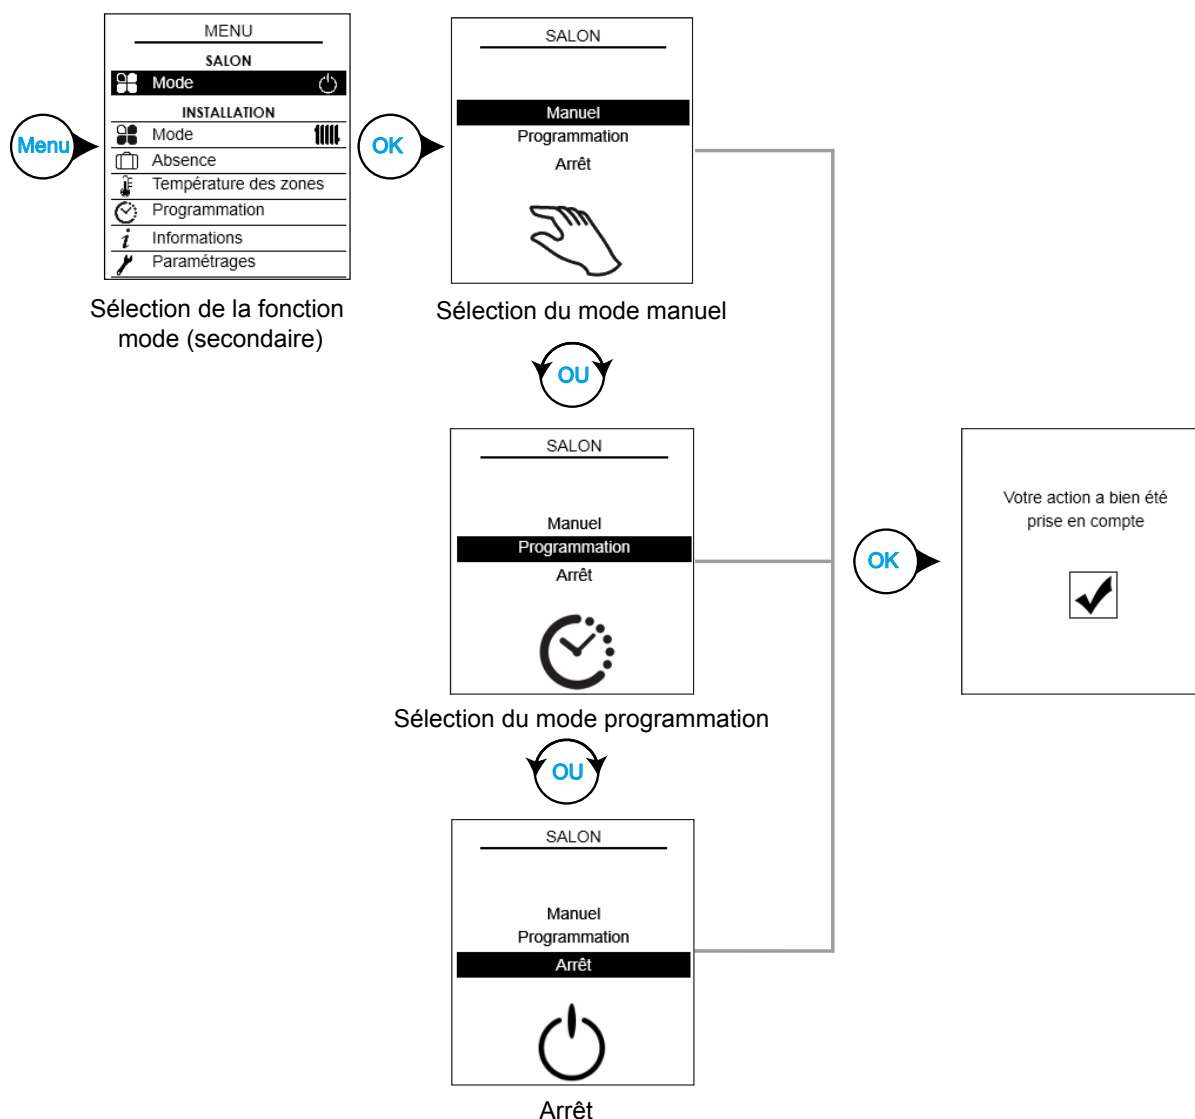 MENU
SALON
Mode
INSTALLATION
Mode
Absence
Température des zones
Programmation
Informations
Paramétrages
Menu
OK
Sélection de la fonction
mode (secondaire)
SALON
Manuel
Programmation
Arrêt
Sélection du mode manuel
OU
SALON
Manuel
Programmation
Arrêt
Sélection du mode programmation
OU
SALON
Manuel
Programmation
Arrêt
Arrêt
OK
Votre action a bien été
prise en compte